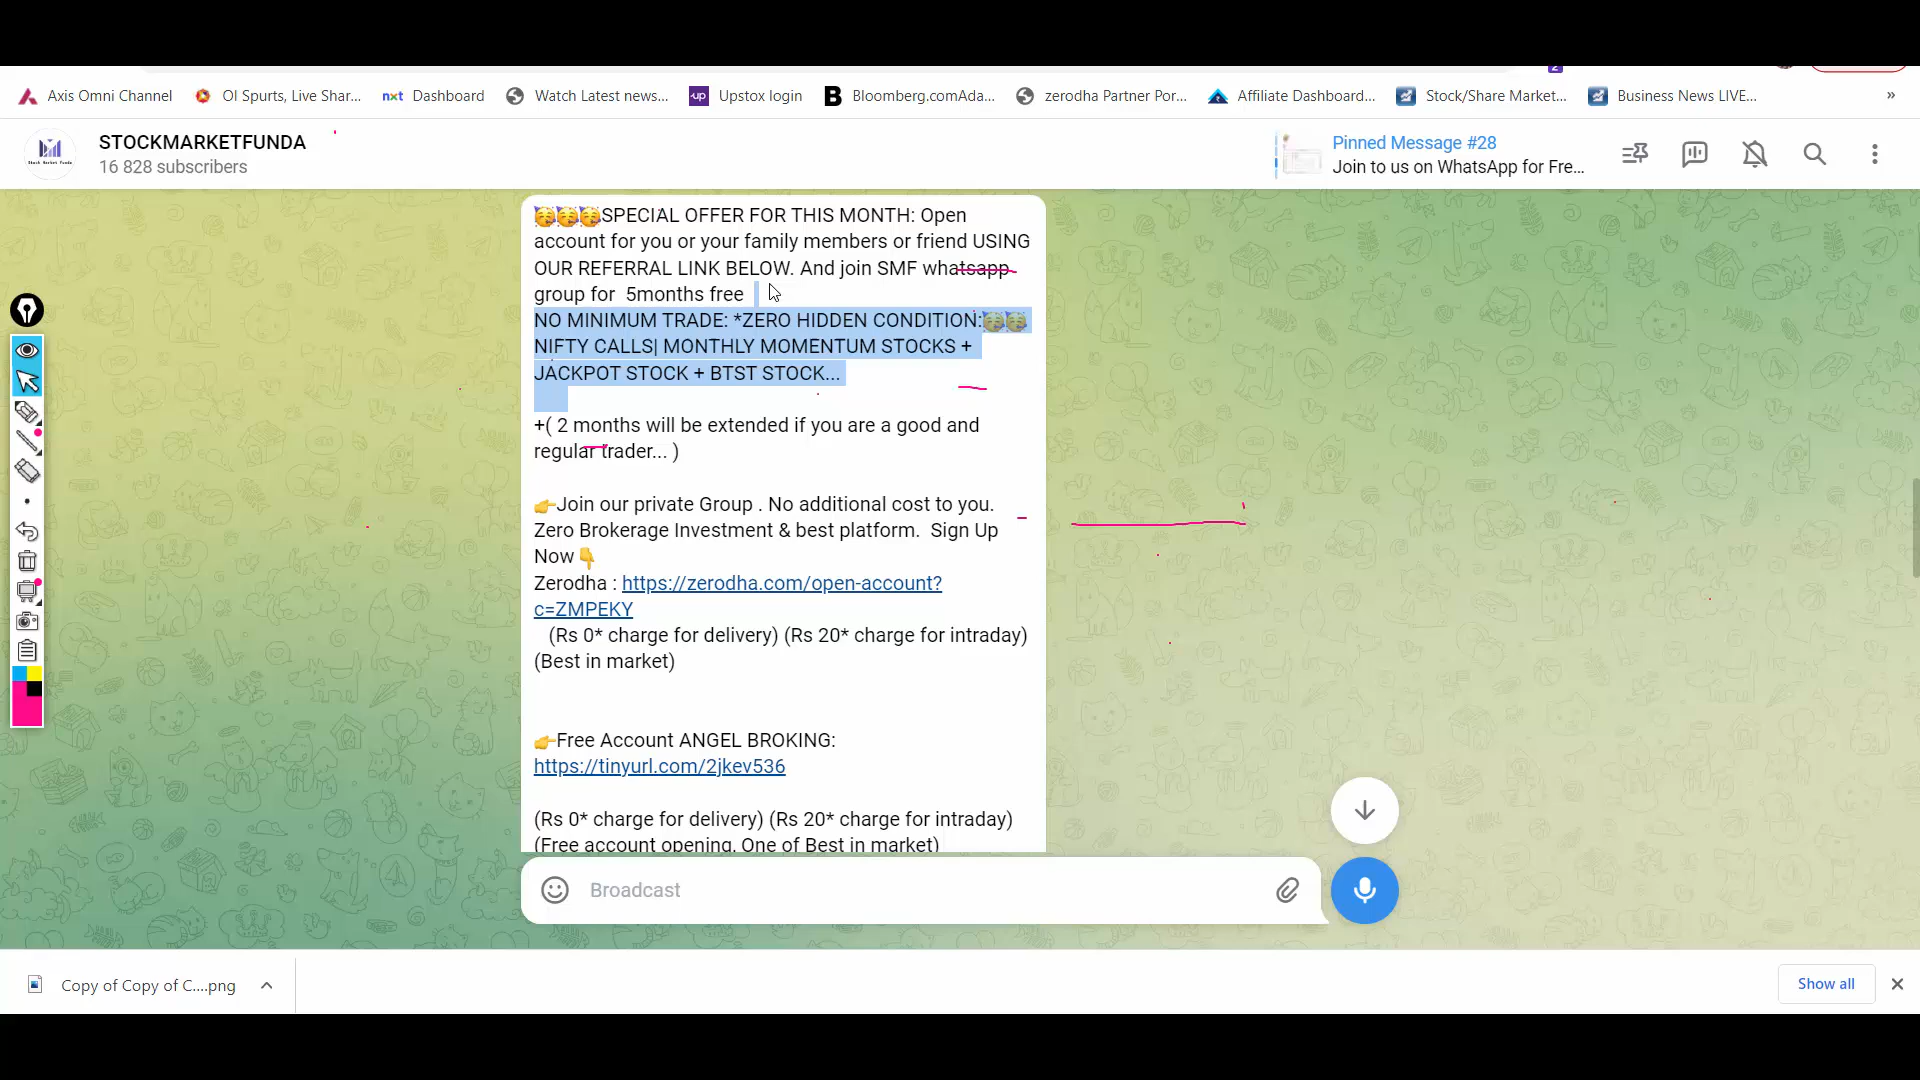 Axis Omni Channel
OI Spurts, Live Shar...
nxt Dashboard
Watch Latest news...
up Upstox login
B Bloomberg.comAda...
zerodha Partner Por...
Affiliate Dashboard...
Stock/Share Market...
Business News LIVE...
»
STOCKMARKETFUNDA
16 828 subscribers
Pinned Message #28
Join to us on WhatsApp for Fre...
🥳🥳🥳SPECIAL OFFER FOR THIS MONTH: Open
account for you or your family members or friend USING
OUR REFERRAL LINK BELOW. And join SMF whatsapp
group for  5months free
NO MINIMUM TRADE: *ZERO HIDDEN CONDITION:🥳🥳
NIFTY CALLS| MONTHLY MOMENTUM STOCKS +
JACKPOT STOCK + BTST STOCK...
+( 2 months will be extended if you are a good and
regular trader... )
👉Join our private Group . No additional cost to you.
Zero Brokerage Investment & best platform.  Sign Up
Now👇
Zerodha : https://zerodha.com/open-account?
c=ZMPEKY
(Rs 0* charge for delivery) (Rs 20* charge for intraday)
(Best in market)
👉Free Account ANGEL BROKING:
https://tinyurl.com/2jkev536
(Rs 0* charge for delivery) (Rs 20* charge for intraday)
(Free account opening. One of Best in market)
Broadcast
Copy of Copy of C....png
Show all